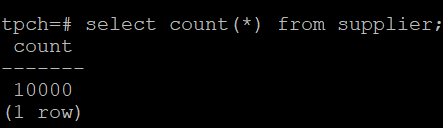 tpch=# select count(*) from supplier;
 count
-------
 10000
(1 row)